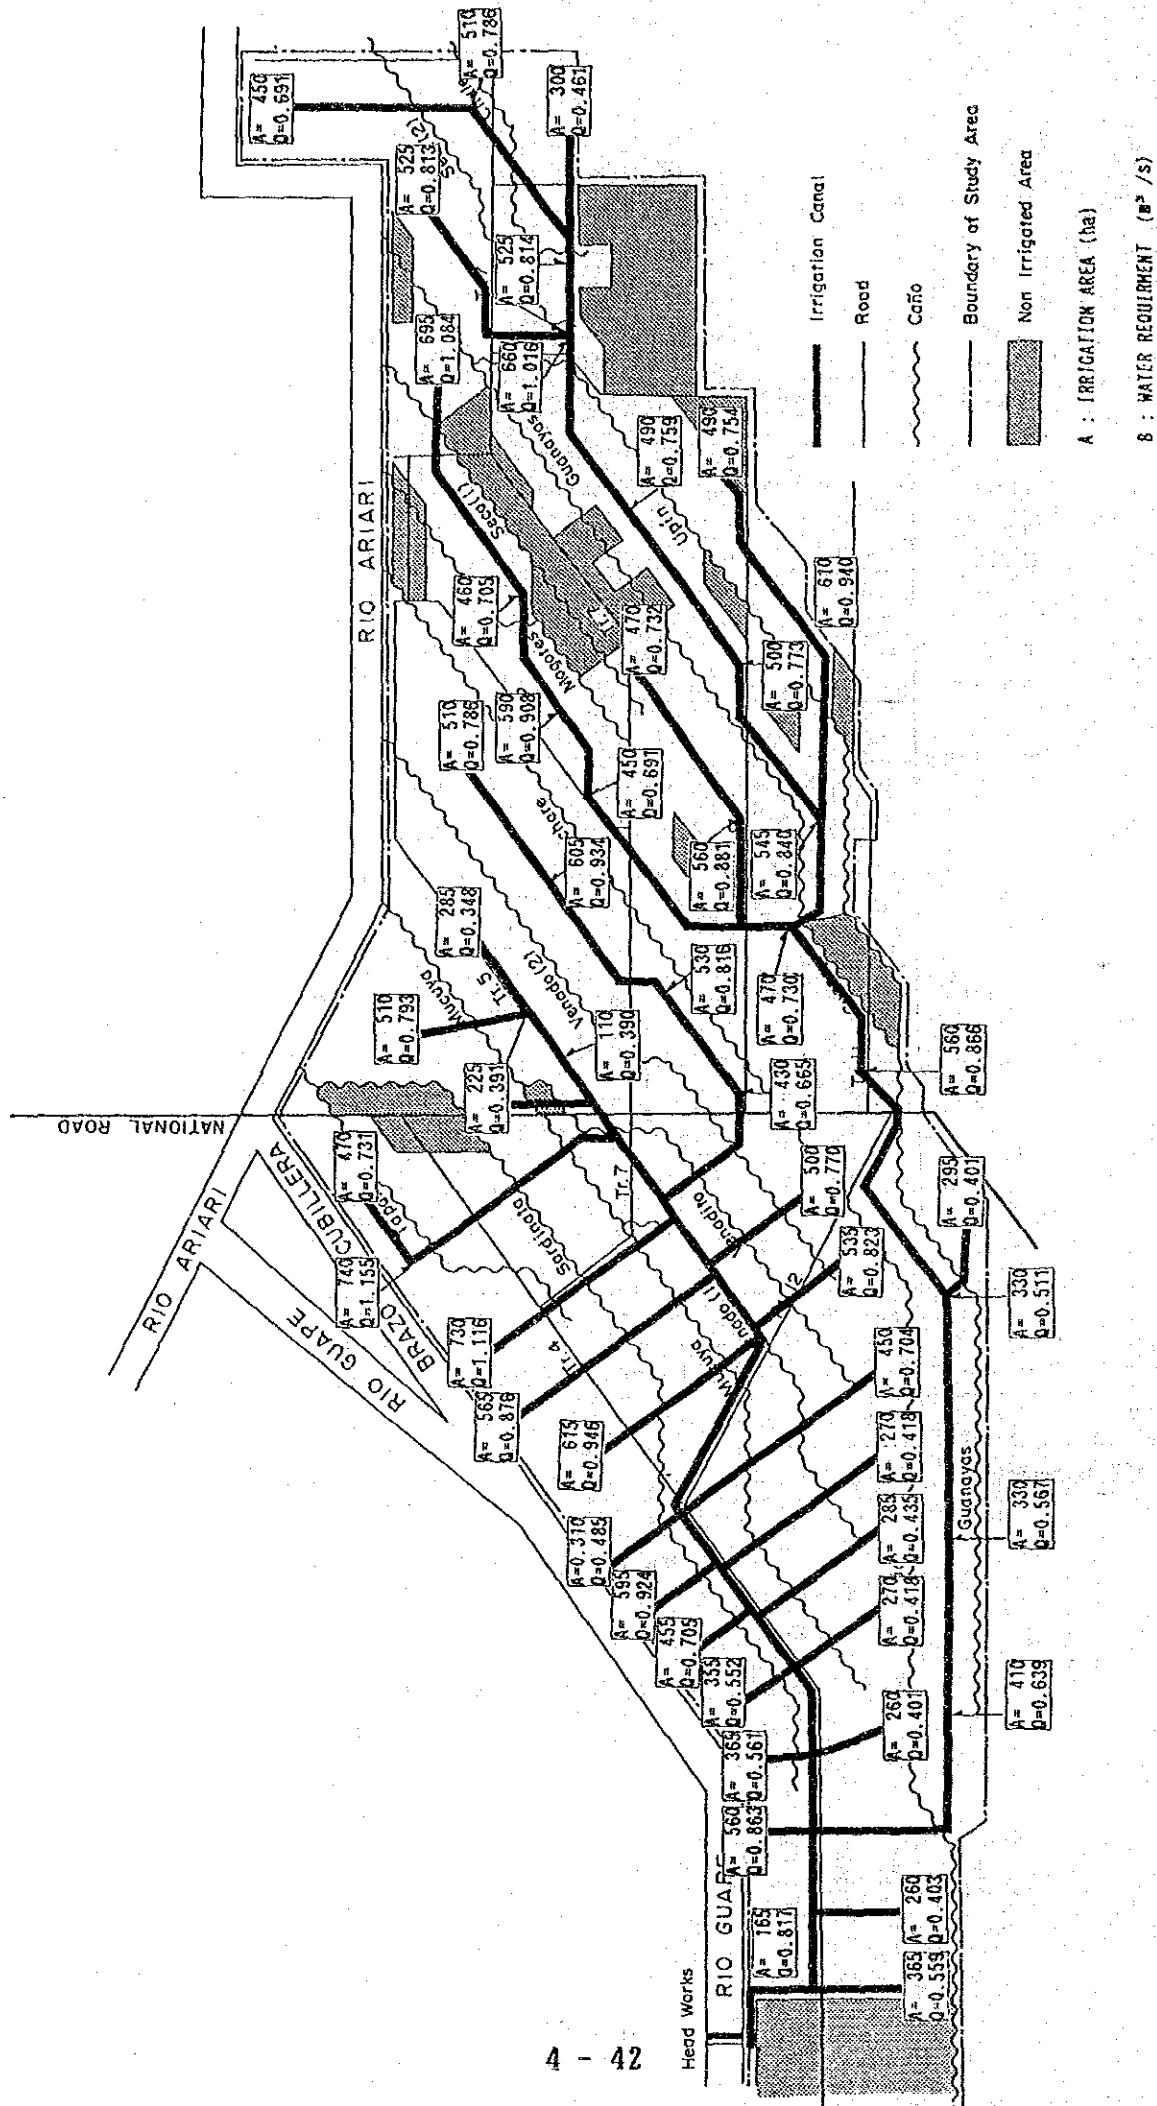 A= 450
Q=0.691
A= 510
Q=0.786
A= 525
Q=0.813
A= 300
Q=0.461
A= 525
Q=0.814
A= 695
Q=1.084
A= 660
Q=1.016
RIO ARIARI
Seco(1)
Guanayas
A= 490
Q=0.759
A= 490
Q=0.754
Upin
A= 460
Q=0.705
Mogotes
A= 470
Q=0.732
A= 610
Q=0.940
A= 500
Q=0.773
A= 510
Q=0.786
A= 590
Q=0.908
A= 450
Q=0.691
A= 605
Q=0.934
A= 560
Q=0.881
A= 545
Q=0.840
A= 285
Q=0.348
Tr. 5
Mucuya
Venado(2)
A= 530
Q=0.816
A= 470
Q=0.730
A= 510
Q=0.793
A= 110
Q=0.390
A= 225
Q=0.391
A= 430
Q=0.665
A= 560
Q=0.866
NATIONAL ROAD
A= 470
Q=0.731
Tr.7
A= 500
Q=0.770
A= 295
Q=0.401
RIO ARIARI
BRAZO CUBILLERA
RIO GUAPE
Sardinata
A= 740
Q=1.155
A= 535
Q=0.823
A= 330
Q=0.511
A= 730
Q=1.116
Tr.4
Mucuya
A= 565
Q=0.878
A= 615
Q=0.946
A= 450
Q=0.704
A= 270
Q=0.418
A=0.310
Q=0.485
A= 285
Q=0.435
Guanayas
A= 330
Q=0.567
A= 595
Q=0.924
A= 455
Q=0.705
A= 270
Q=0.418
A= 355
Q=0.552
A= 410
Q=0.639
A= 260
Q=0.401
A= 365
Q=0.561
A= 560
Q=0.863
RIO GUAPE
A= 165
Q=0.817
A= 260
Q=0.403
A= 365
Q=0.559
Head Works
Irrigation Canal
Road
Caño
Boundary of Study Area
Non Irrigated Area
A : IRRIGATION AREA (ha)
B : WATER REQUIRMENT (m³ /s)
4 - 42